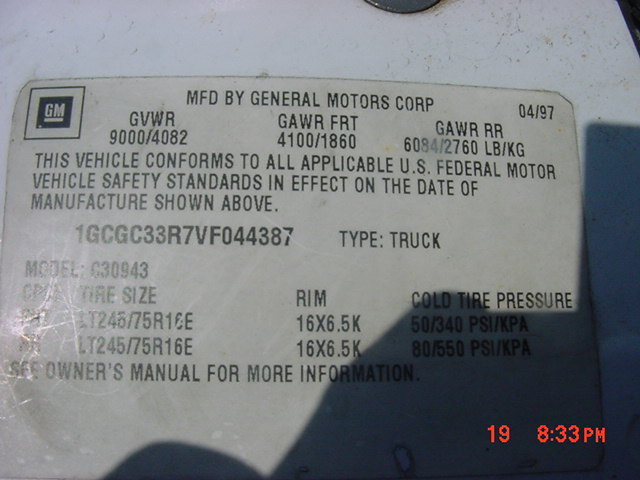 GM
MFD BY GENERAL MOTORS CORP 04/97
GVWR GAWR FRT GAWR RR
9000/4082 4100/1860 6084/2760 LB/KG
THIS VEHICLE CONFORMS TO ALL APPLICABLE U.S. FEDERAL MOTOR
VEHICLE SAFETY STANDARDS IN EFFECT ON THE DATE OF
MANUFACTURE SHOWN ABOVE.
1GCGC33R7VF044387 TYPE: TRUCK
MODEL: C30943
TIRE SIZE RIM COLD TIRE PRESSURE
LT245/75R16E 16X6.5K 50/340 PSI/KPA
LT245/75R16E 16X6.5K 80/550 PSI/KPA
SEE OWNER'S MANUAL FOR MORE INFORMATION.
19 8:33PM